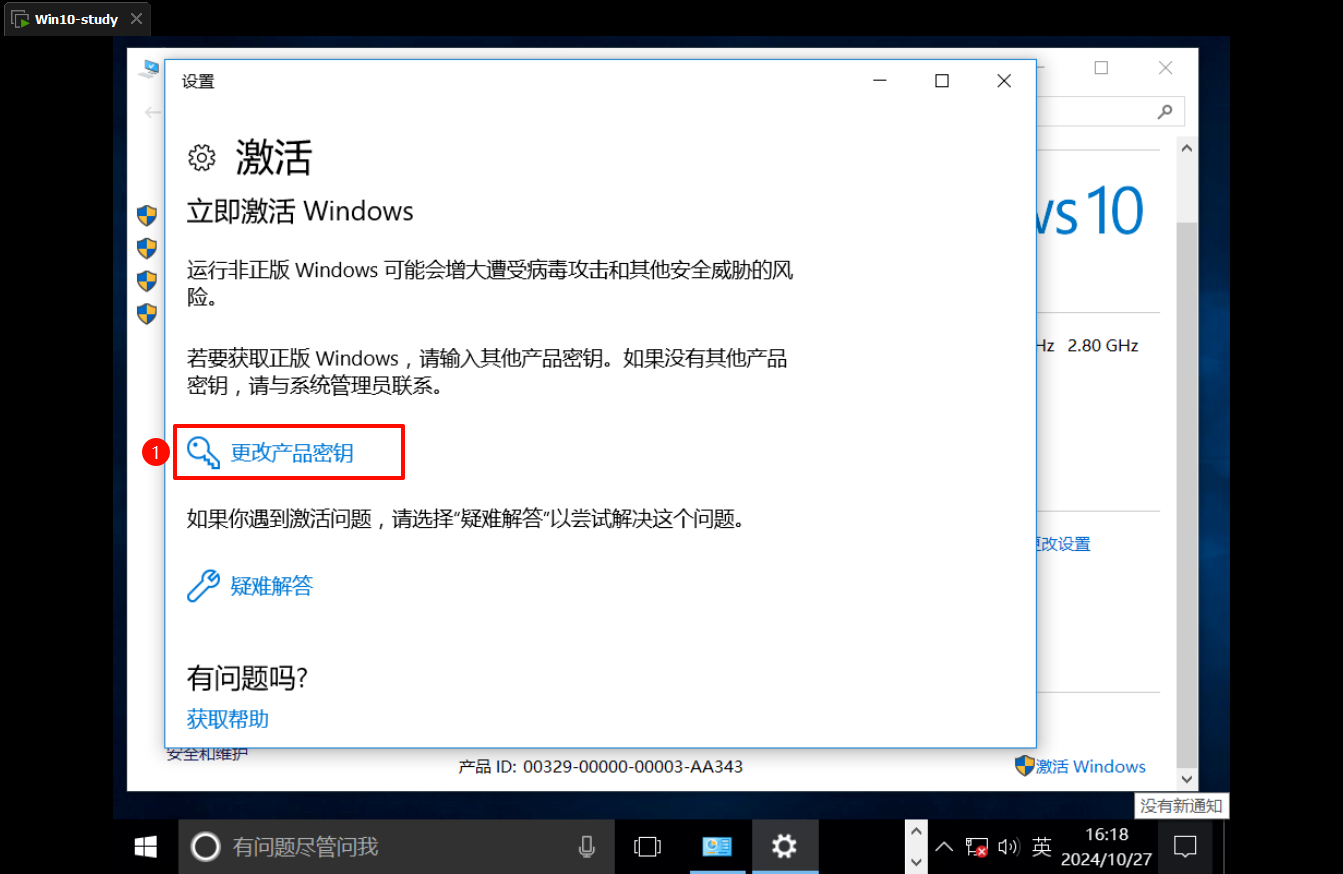 Win10-study
设置
激活
立即激活 Windows
运行非正版 Windows 可能会增大遭受病毒攻击和其他安全威胁的风
险。
若要获取正版 Windows，请输入其他产品密钥。如果没有其他产品
密钥，请与系统管理员联系。
1
更改产品密钥
如果你遇到激活问题，请选择“疑难解答”以尝试解决这个问题。
疑难解答
有问题吗?
获取帮助
ws 10
Hz 2.80 GHz
更改设置
安全和维护
产品 ID: 00329-00000-00003-AA343
激活 Windows
没有新通知
有问题尽管问我
英
16:18
2024/10/27